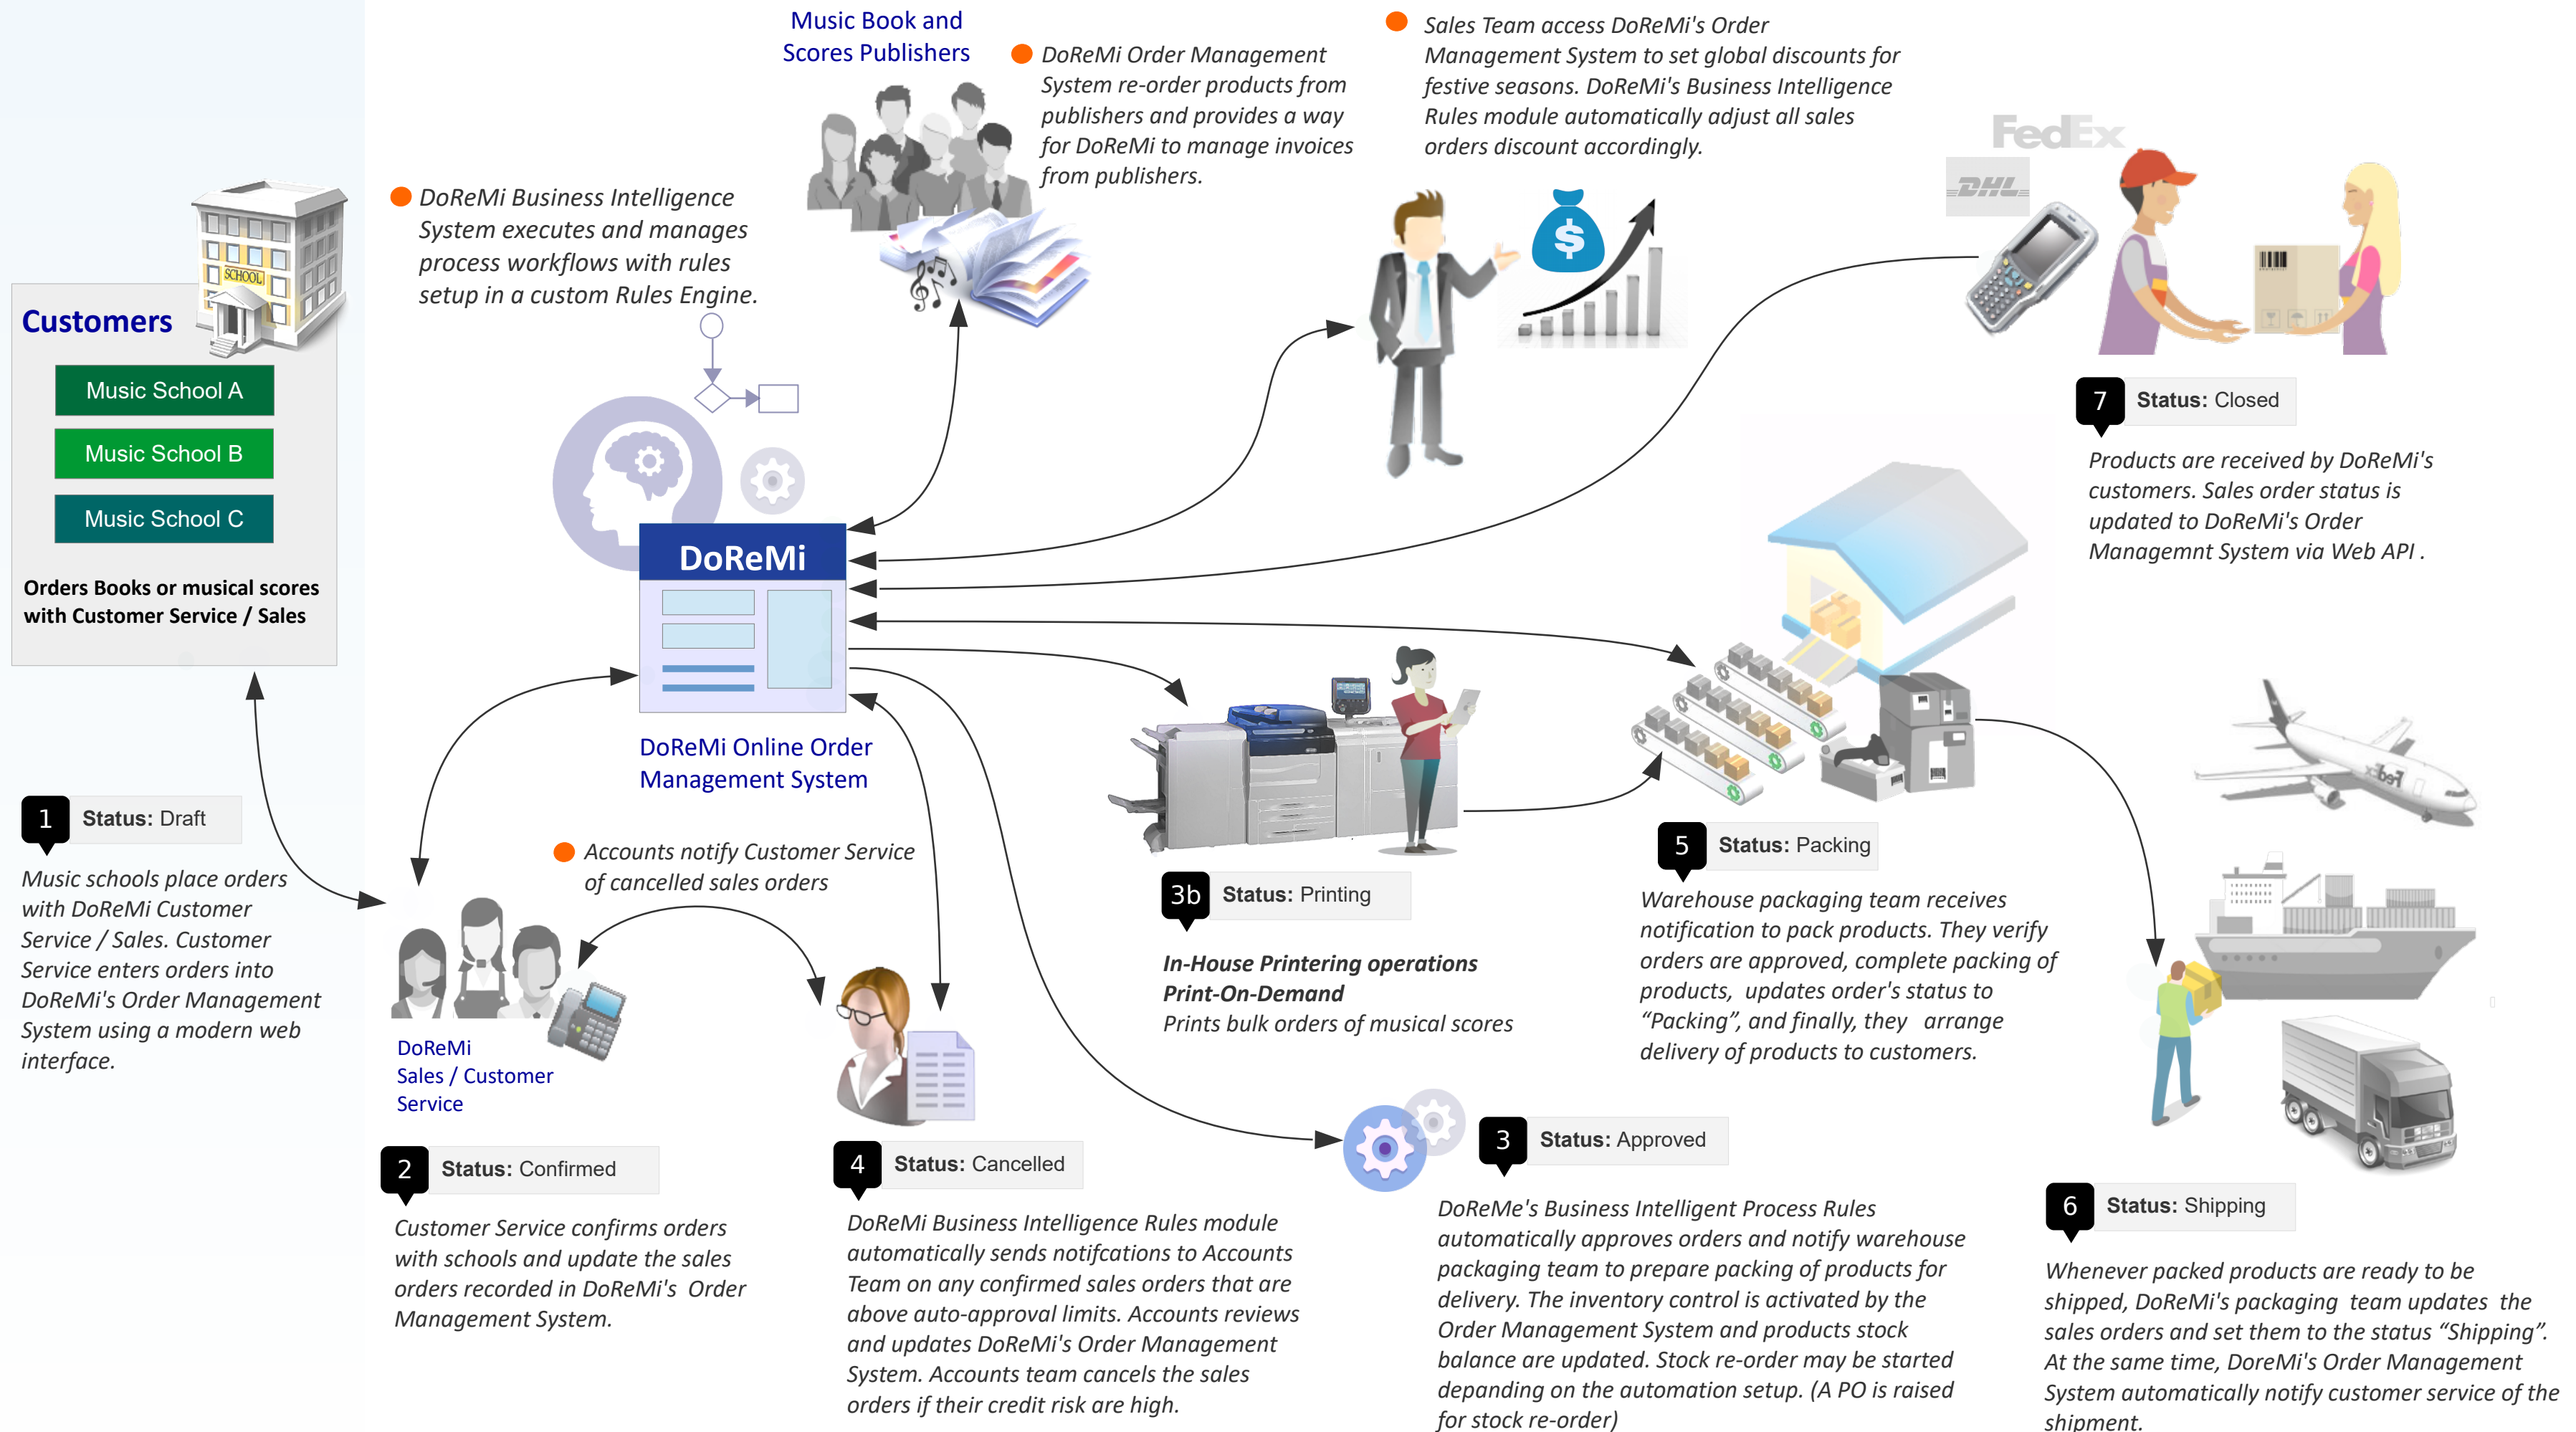 Music Book and
Scores Publishers
DoReMi Order Management
System re-order products from
publishers and provides a way
for DoReMi to manage invoices
from publishers.
Sales Team access DoReMi's Order
Management System to set global discounts for
festive seasons. DoReMi's Business Intelligence
Rules module automatically adjust all sales
orders discount accordingly.
FedEx
DHL
DoReMi Business Intelligence
System executes and manages
process workflows with rules
setup in a custom Rules Engine.
SCHOOL
Customers
Music School A
Music School B
Music School C
Orders Books or musical scores
with Customer Service / Sales
$
7
Status: Closed
Products are received by DoReMi's
customers. Sales order status is
updated to DoReMi's Order
Managemnt System via Web API .
DoReMi
DoReMi Online Order
Management System
1
Status: Draft
Music schools place orders
with DoReMi Customer
Service / Sales. Customer
Service enters orders into
DoReMi's Order Management
System using a modern web
interface.
Accounts notify Customer Service
of cancelled sales orders
DoReMi
Sales / Customer
Service
2
Status: Confirmed
Customer Service confirms orders
with schools and update the sales
orders recorded in DoReMi's  Order
Management System.
4
Status: Cancelled
DoReMi Business Intelligence Rules module
automatically sends notifcations to Accounts
Team on any confirmed sales orders that are
above auto-approval limits. Accounts reviews
and updates DoReMi's Order Management
System. Accounts team cancels the sales
orders if their credit risk are high.
3b
Status: Printing
In-House Printering operations
Print-On-Demand
Prints bulk orders of musical scores
3
Status: Approved
DoReMe's Business Intelligent Process Rules
automatically approves orders and notify warehouse
packaging team to prepare packing of products for
delivery. The inventory control is activated by the
Order Management System and products stock
balance are updated. Stock re-order may be started
depanding on the automation setup. (A PO is raised
for stock re-order)
5
Status: Packing
Warehouse packaging team receives
notification to pack products. They verify
orders are approved, complete packing of
products,  updates order's status to
“Packing”, and finally, they   arrange
delivery of products to customers.
FedEx
6
Status: Shipping
Whenever packed products are ready to be
shipped, DoReMi's packaging  team updates  the
sales orders and set them to the status “Shipping”.
At the same time, DoreMi's Order Management
System automatically notify customer service of the
shipment.